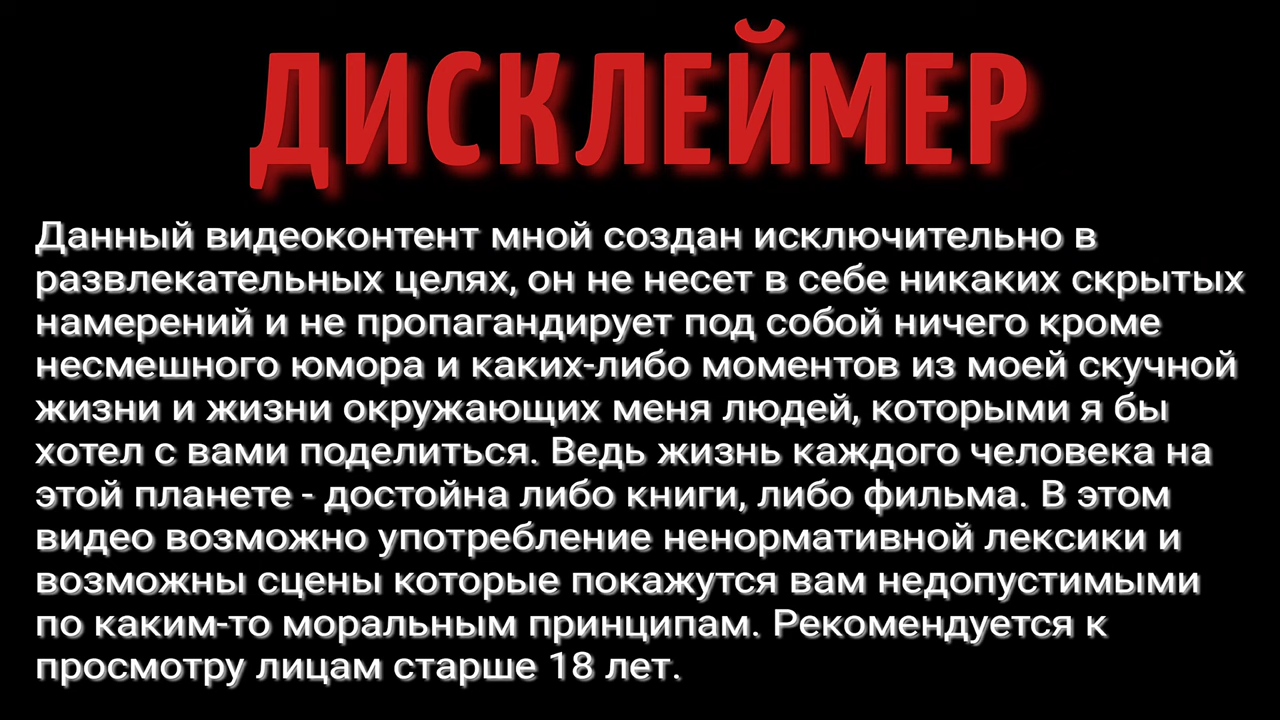 ДИСКЛЕЙМЕР
Данный видеоконтент мной создан исключительно в
развлекательных целях, он не несет в себе никаких скрытых
намерений и не пропагандирует под собой ничего кроме
несмешного юмора и каких-либо моментов из моей скучной
жизни и жизни окружающих меня людей, которыми я бы
хотел с вами поделиться. Ведь жизнь каждого человека на
этой планете - достойна либо книги, либо фильма. В этом
видео возможно употребление ненормативной лексики и
возможны сцены которые покажутся вам недопустимыми
по каким-то моральным принципам. Рекомендуется к
просмотру лицам старше 18 лет.